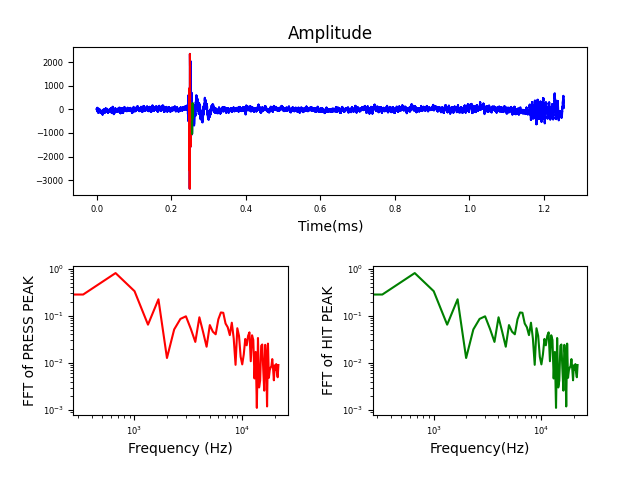 Amplitude
2000
1000
0
−1000
−2000
−3000
0.0 0.2 0.4 0.6 0.8 1.0 1.2
Time(ms)
FFT of PRESS PEAK
10⁰
10⁻¹
10⁻²
10⁻³
10³ 10⁴
Frequency (Hz)
FFT of HIT PEAK
10⁰
10⁻¹
10⁻²
10⁻³
10³ 10⁴
Frequency(Hz)